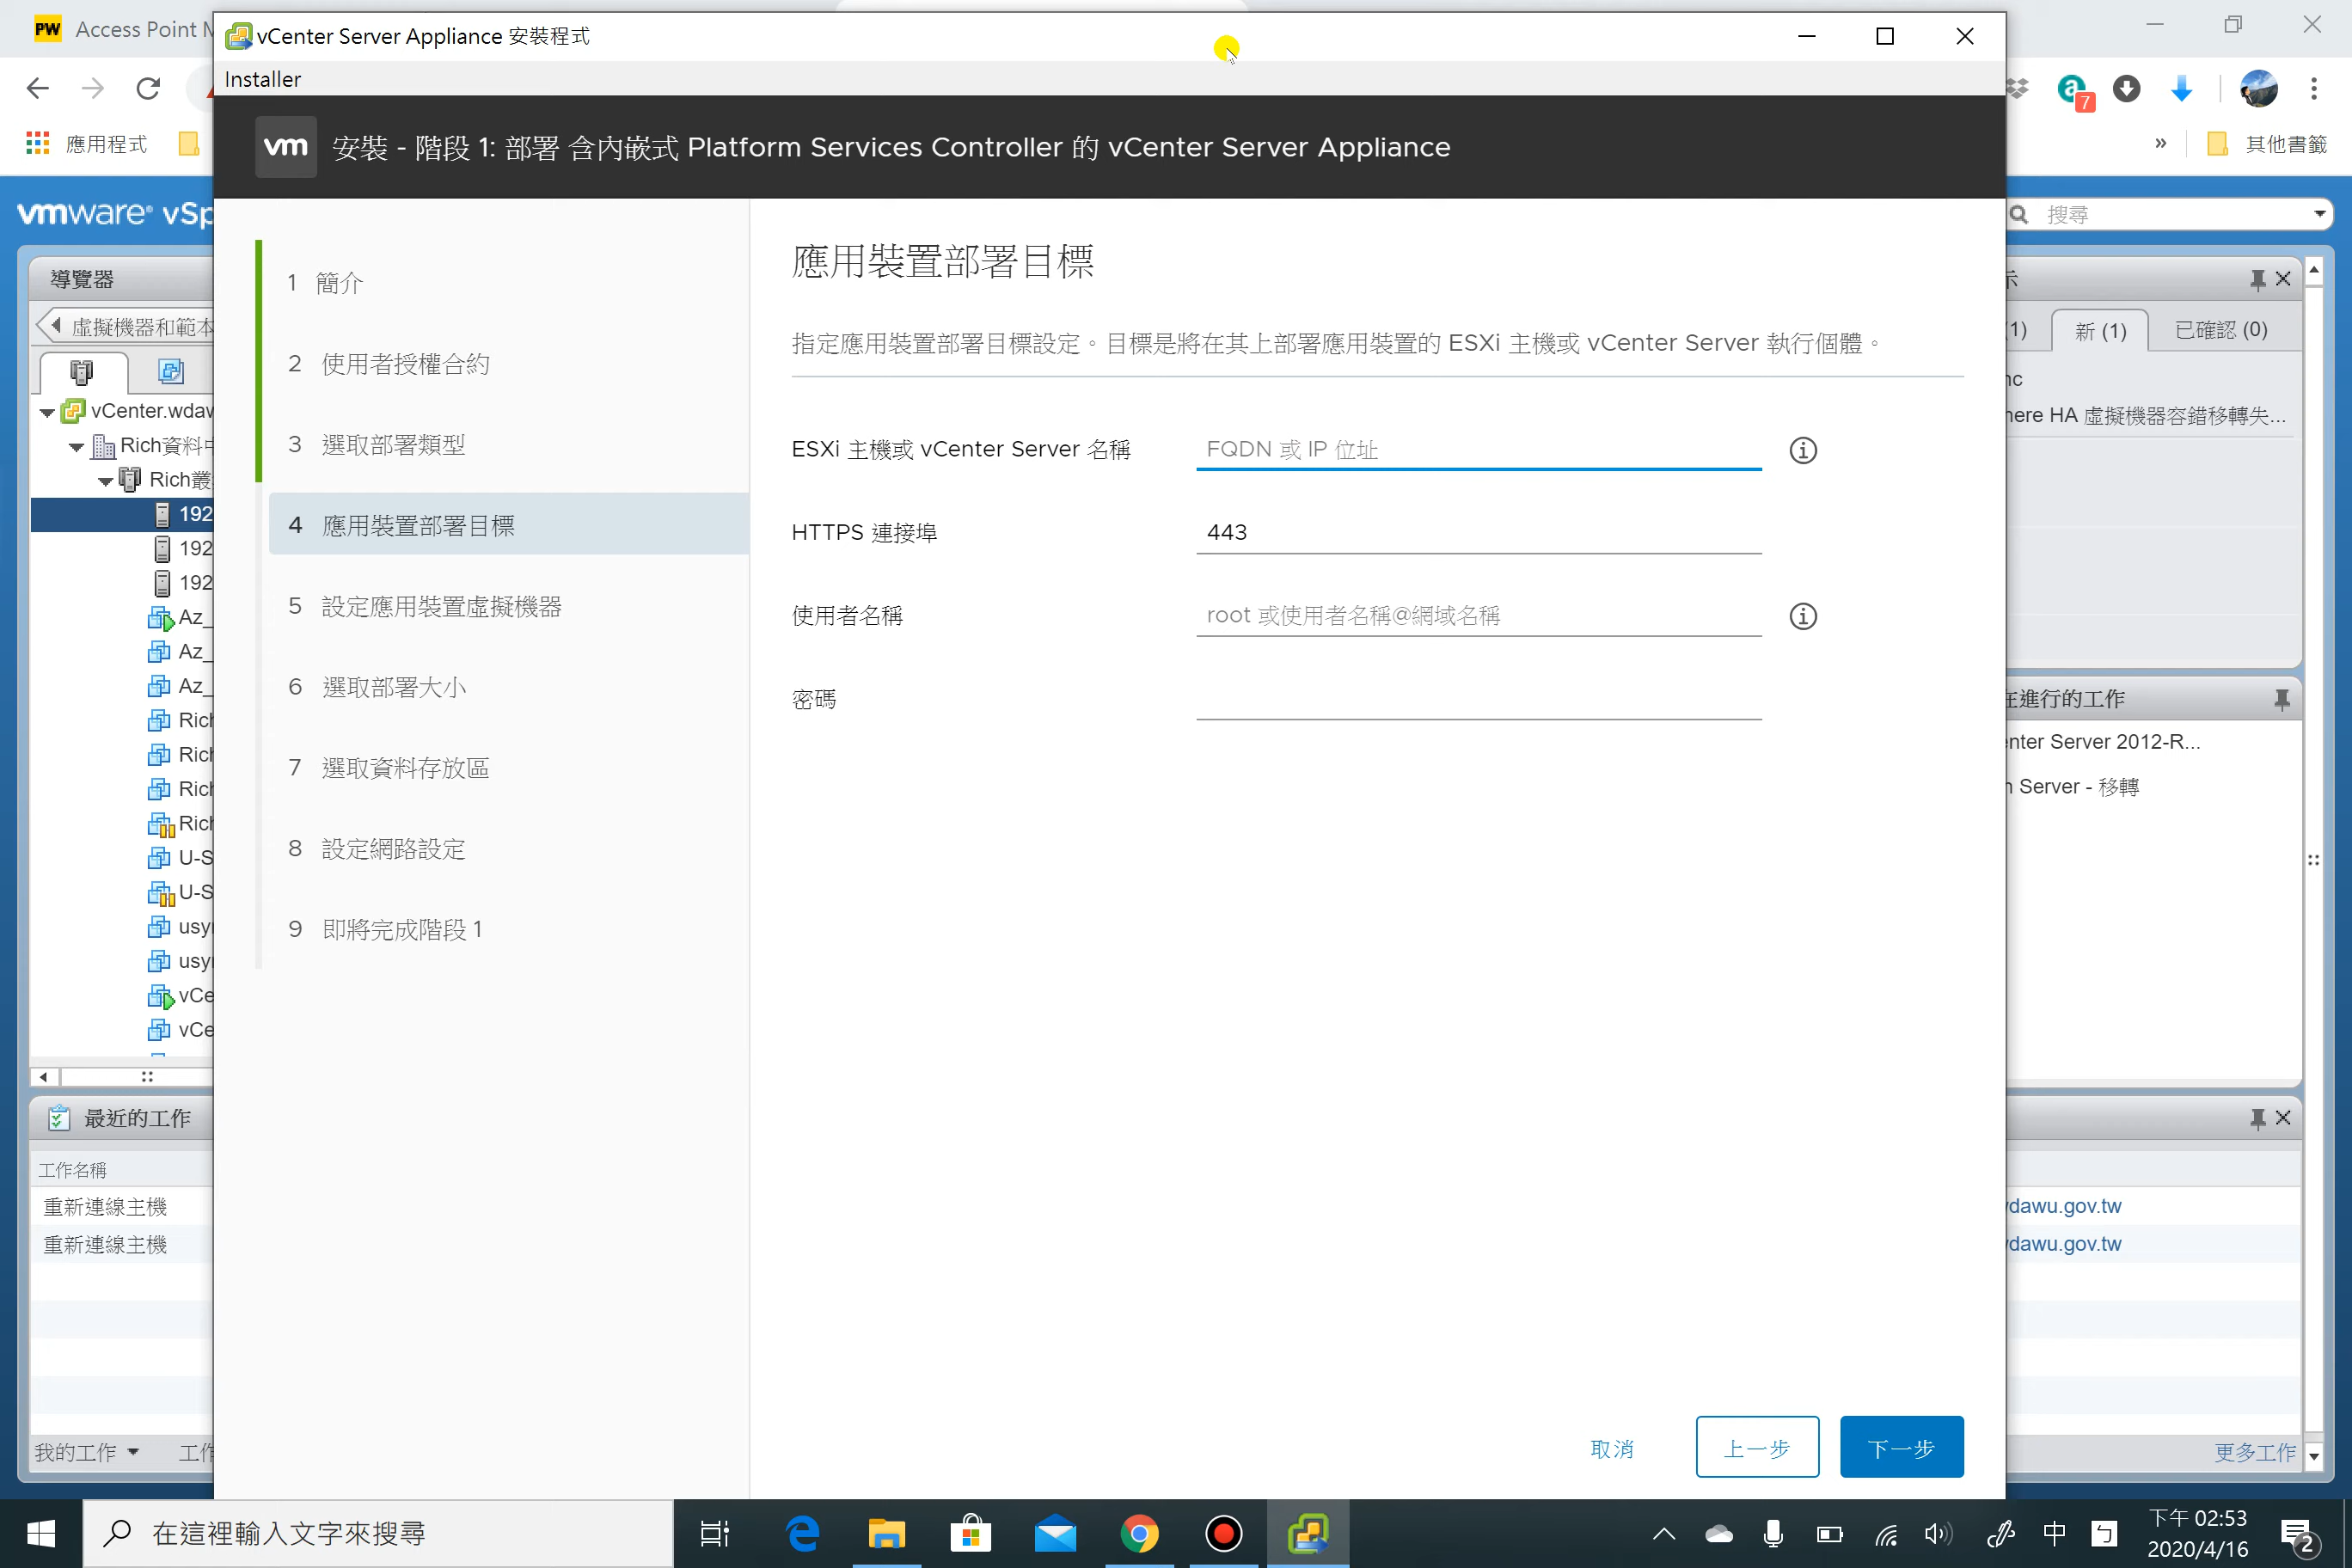 PW Access Point M
vCenter Server Appliance 安裝程式
Installer
應用程式
7
»
其他書籤
vm 安裝 - 階段 1: 部署 含內嵌式 Platform Services Controller 的 vCenter Server Appliance
vmware® vSp
搜尋
導覽器
虛擬機器和範本
vCenter.wdaw
Rich資料中
Rich叢
192
192
192
Az_
Az_
Az_
Rich
Rich
Rich
Rich
U-S
U-S
usyn
usyn
vCe
vCe
1 簡介
2 使用者授權合約
3 選取部署類型
4 應用裝置部署目標
5 設定應用裝置虛擬機器
6 選取部署大小
7 選取資料存放區
8 設定網路設定
9 即將完成階段 1
應用裝置部署目標
指定應用裝置部署目標設定。目標是將在其上部署應用裝置的 ESXi 主機或 vCenter Server 執行個體。
ESXi 主機或 vCenter Server 名稱
FQDN 或 IP 位址
HTTPS 連接埠
443
使用者名稱
root 或使用者名稱@網域名稱
密碼
取消
上一步
下一步
示
(1)
新 (1)
已確認 (0)
nc
here HA 虛擬機器容錯移轉失...
在進行的工作
enter Server 2012-R...
n Server - 移轉
最近的工作
工作名稱
重新連線主機
重新連線主機
vdawu.gov.tw
vdawu.gov.tw
我的工作
工作
更多工作
在這裡輸入文字來搜尋
中
ㄅ
下午 02:53
2020/4/16
2